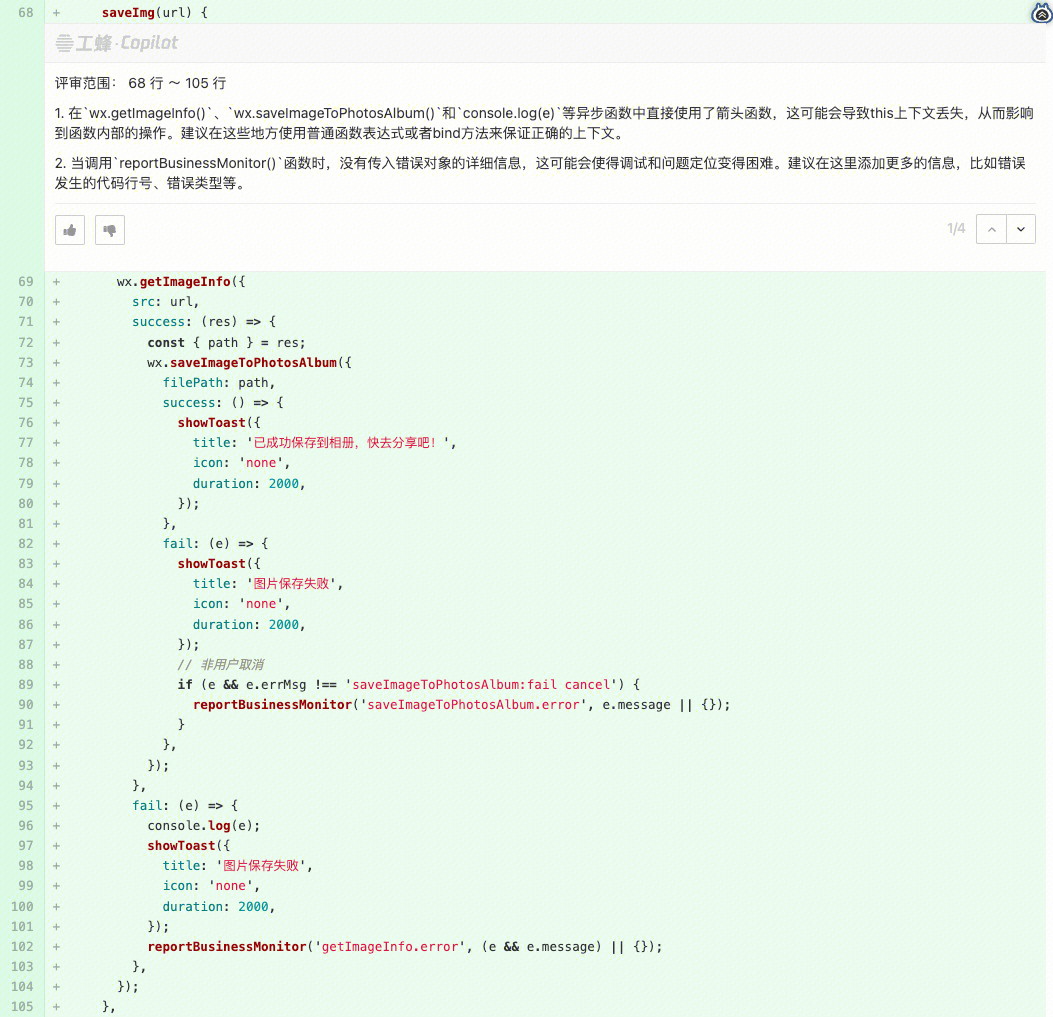 68 + saveImg(url) {
工蜂·Copilot
评审范围： 68 行 ～ 105 行
1. 在`wx.getImageInfo()`、`wx.saveImageToPhotosAlbum()`和`console.log(e)`等异步函数中直接使用了箭头函数，这可能会导致this上下文丢失，从而影响
到函数内部的操作。建议在这些地方使用普通函数表达式或者bind方法来保证正确的上下文。
2. 当调用`reportBusinessMonitor()`函数时，没有传入错误对象的详细信息，这可能会使得调试和问题定位变得困难。建议在这里添加更多的信息，比如错误
发生的代码行号、错误类型等。
1/4
69 + wx.getImageInfo({
70 + src: url,
71 + success: (res) => {
72 + const { path } = res;
73 + wx.saveImageToPhotosAlbum({
74 + filePath: path,
75 + success: () => {
76 + showToast({
77 + title: '已成功保存到相册，快去分享吧！',
78 + icon: 'none',
79 + duration: 2000,
80 + });
81 + },
82 + fail: (e) => {
83 + showToast({
84 + title: '图片保存失败',
85 + icon: 'none',
86 + duration: 2000,
87 + });
88 + // 非用户取消
89 + if (e && e.errMsg !== 'saveImageToPhotosAlbum:fail cancel') {
90 + reportBusinessMonitor('saveImageToPhotosAlbum.error', e.message || {});
91 + }
92 + },
93 + });
94 + },
95 + fail: (e) => {
96 + console.log(e);
97 + showToast({
98 + title: '图片保存失败',
99 + icon: 'none',
100 + duration: 2000,
101 + });
102 + reportBusinessMonitor('getImageInfo.error', (e && e.message) || {});
103 + },
104 + });
105 + },